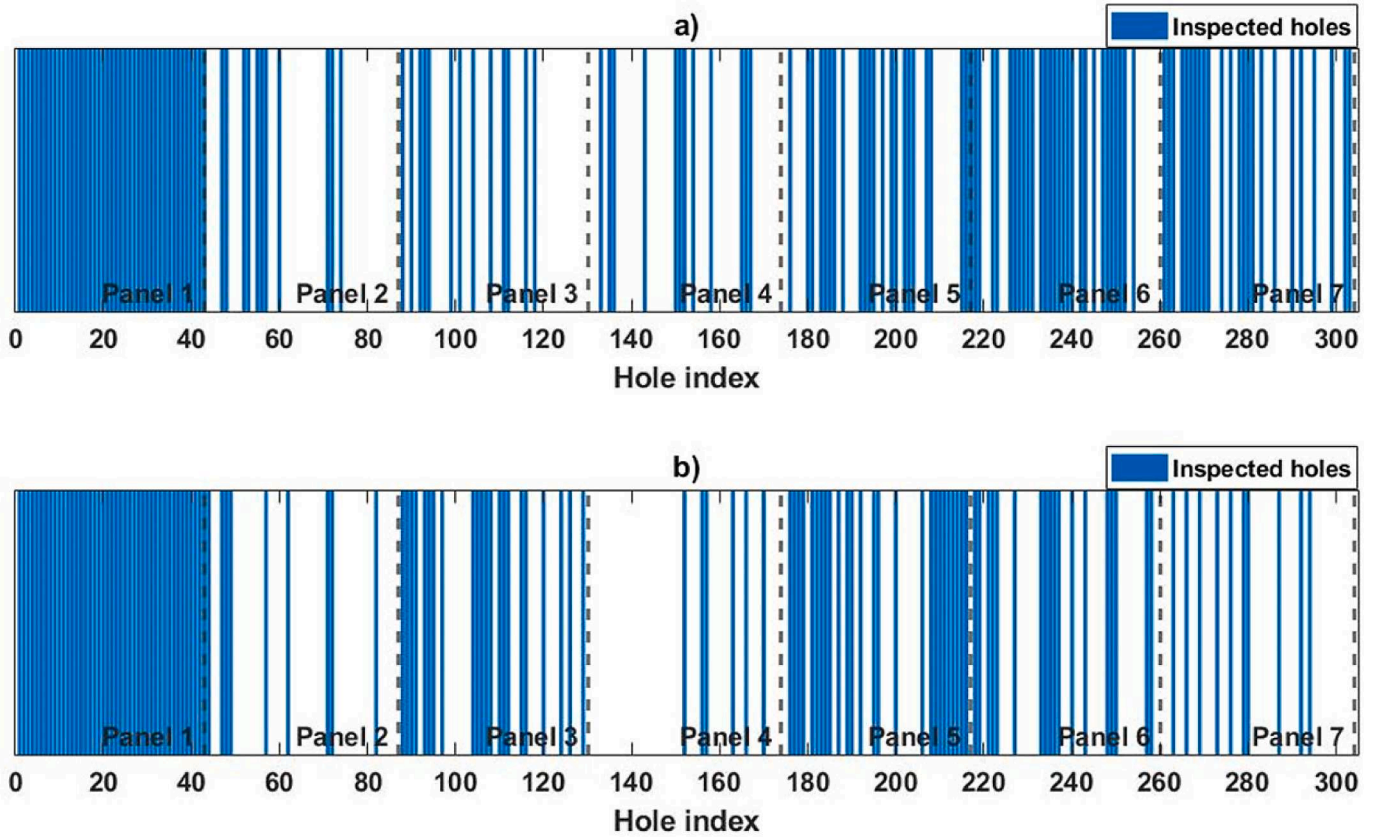 a)
Inspected holes
Panel 1 Panel 2 Panel 3 Panel 4 Panel 5 Panel 6 Panel 7
0 20 40 60 80 100 120 140 160 180 200 220 240 260 280 300
Hole index
b)
Inspected holes
Panel 1 Panel 2 Panel 3 Panel 4 Panel 5 Panel 6 Panel 7
0 20 40 60 80 100 120 140 160 180 200 220 240 260 280 300
Hole index